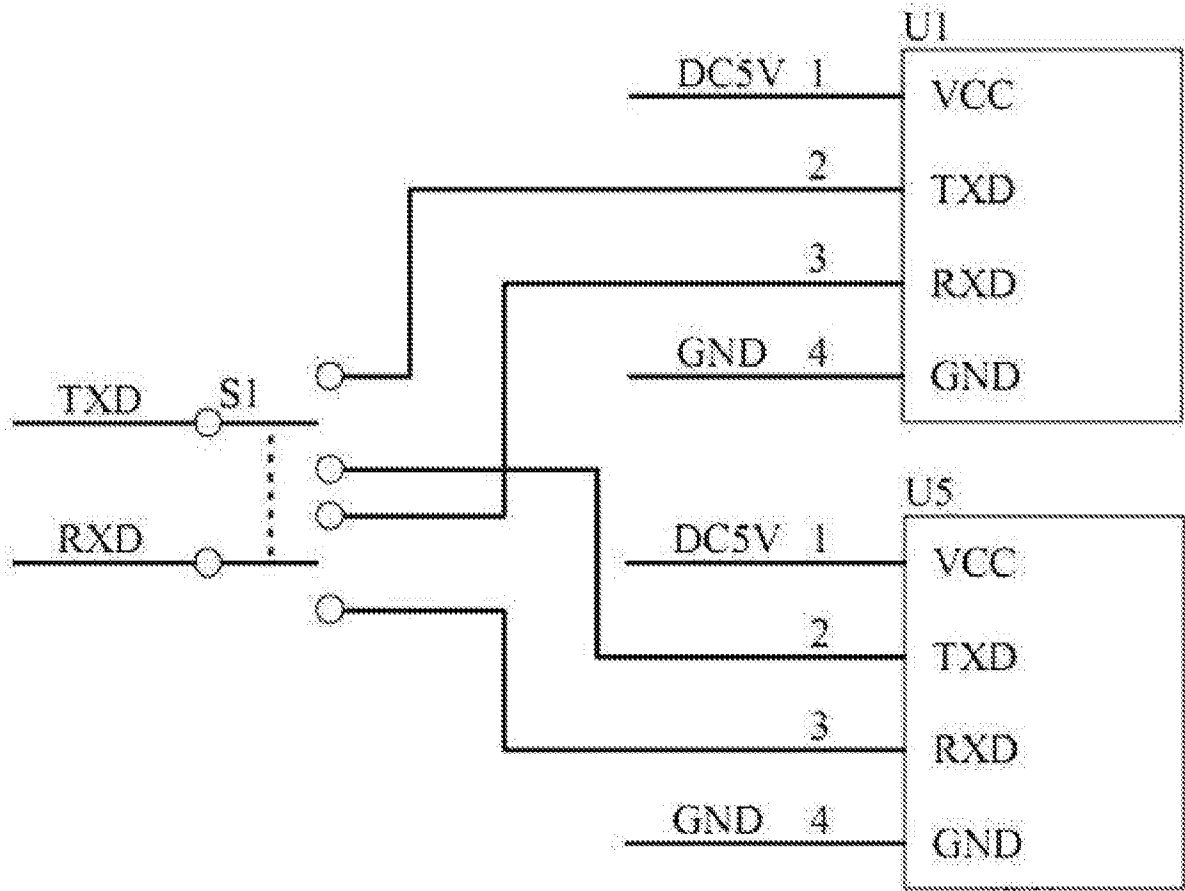 U1
DC5V 1 VCC
2 TXD
3 RXD
GND 4 GND
TXD S1
RXD
U5
DC5V 1 VCC
2 TXD
3 RXD
GND 4 GND